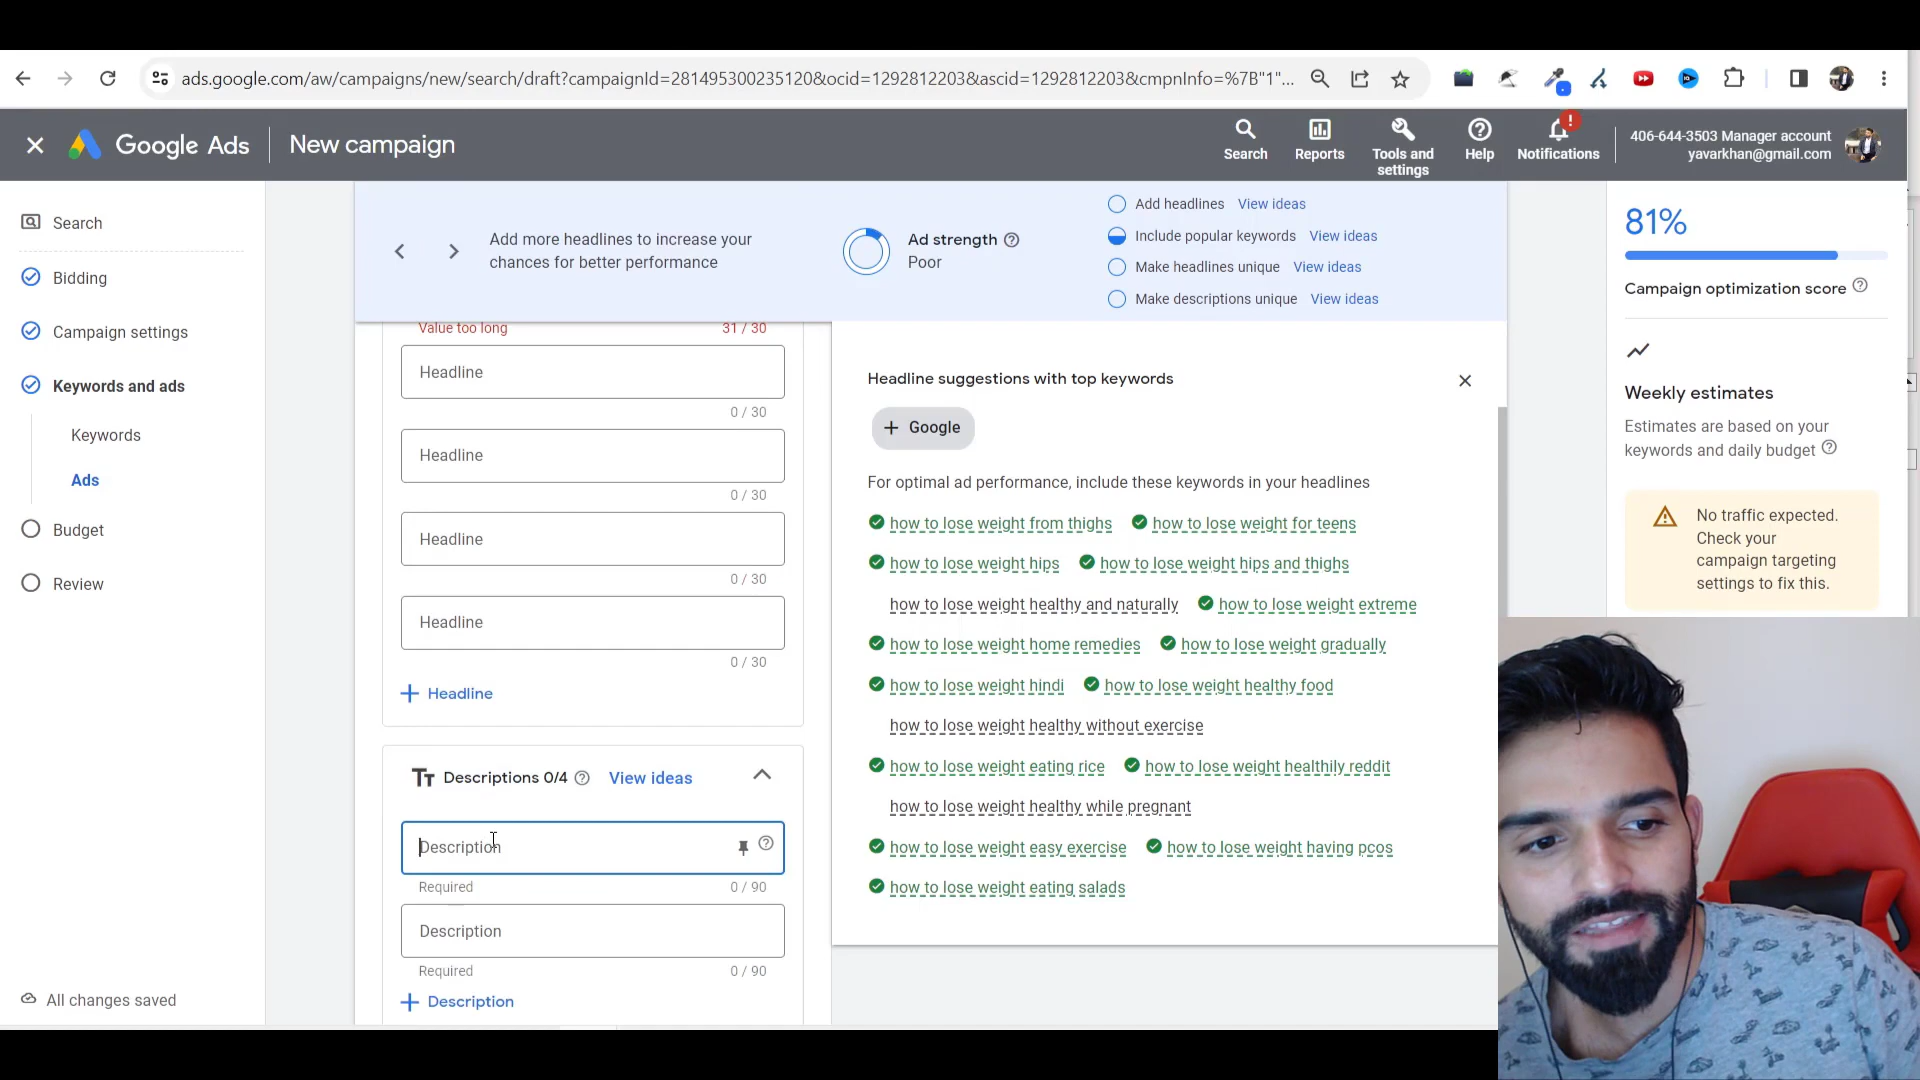 ads.google.com/aw/campaigns/new/search/draft?campaignId=281495300235120&ocid=1292812203&ascid=1292812203&cmpnInfo=%7B"1"...
Google Ads
New campaign
Search
Reports
Tools and settings
Help
Notifications
!
406-644-3503 Manager account
yavarkhan@gmail.com
Search
Bidding
Campaign settings
Keywords and ads
Keywords
Ads
Budget
Review
All changes saved
Add more headlines to increase your
chances for better performance
Ad strength
Poor
Add headlines View ideas
Include popular keywords View ideas
Make headlines unique View ideas
Make descriptions unique View ideas
Value too long 31 / 30
Headline
0 / 30
Headline
0 / 30
Headline
0 / 30
Headline
0 / 30
+ Headline
Tт Descriptions 0/4 View ideas
Description
Required 0 / 90
Description
Required 0 / 90
+ Description
Headline suggestions with top keywords
+ Google
For optimal ad performance, include these keywords in your headlines
how to lose weight from thighs how to lose weight for teens
how to lose weight hips how to lose weight hips and thighs
how to lose weight healthy and naturally how to lose weight extreme
how to lose weight home remedies how to lose weight gradually
how to lose weight hindi how to lose weight healthy food
how to lose weight healthy without exercise
how to lose weight eating rice how to lose weight healthily reddit
how to lose weight healthy while pregnant
how to lose weight easy exercise how to lose weight having pcos
how to lose weight eating salads
81%
Campaign optimization score
Weekly estimates
Estimates are based on your
keywords and daily budget
No traffic expected.
Check your
campaign targeting
settings to fix this.